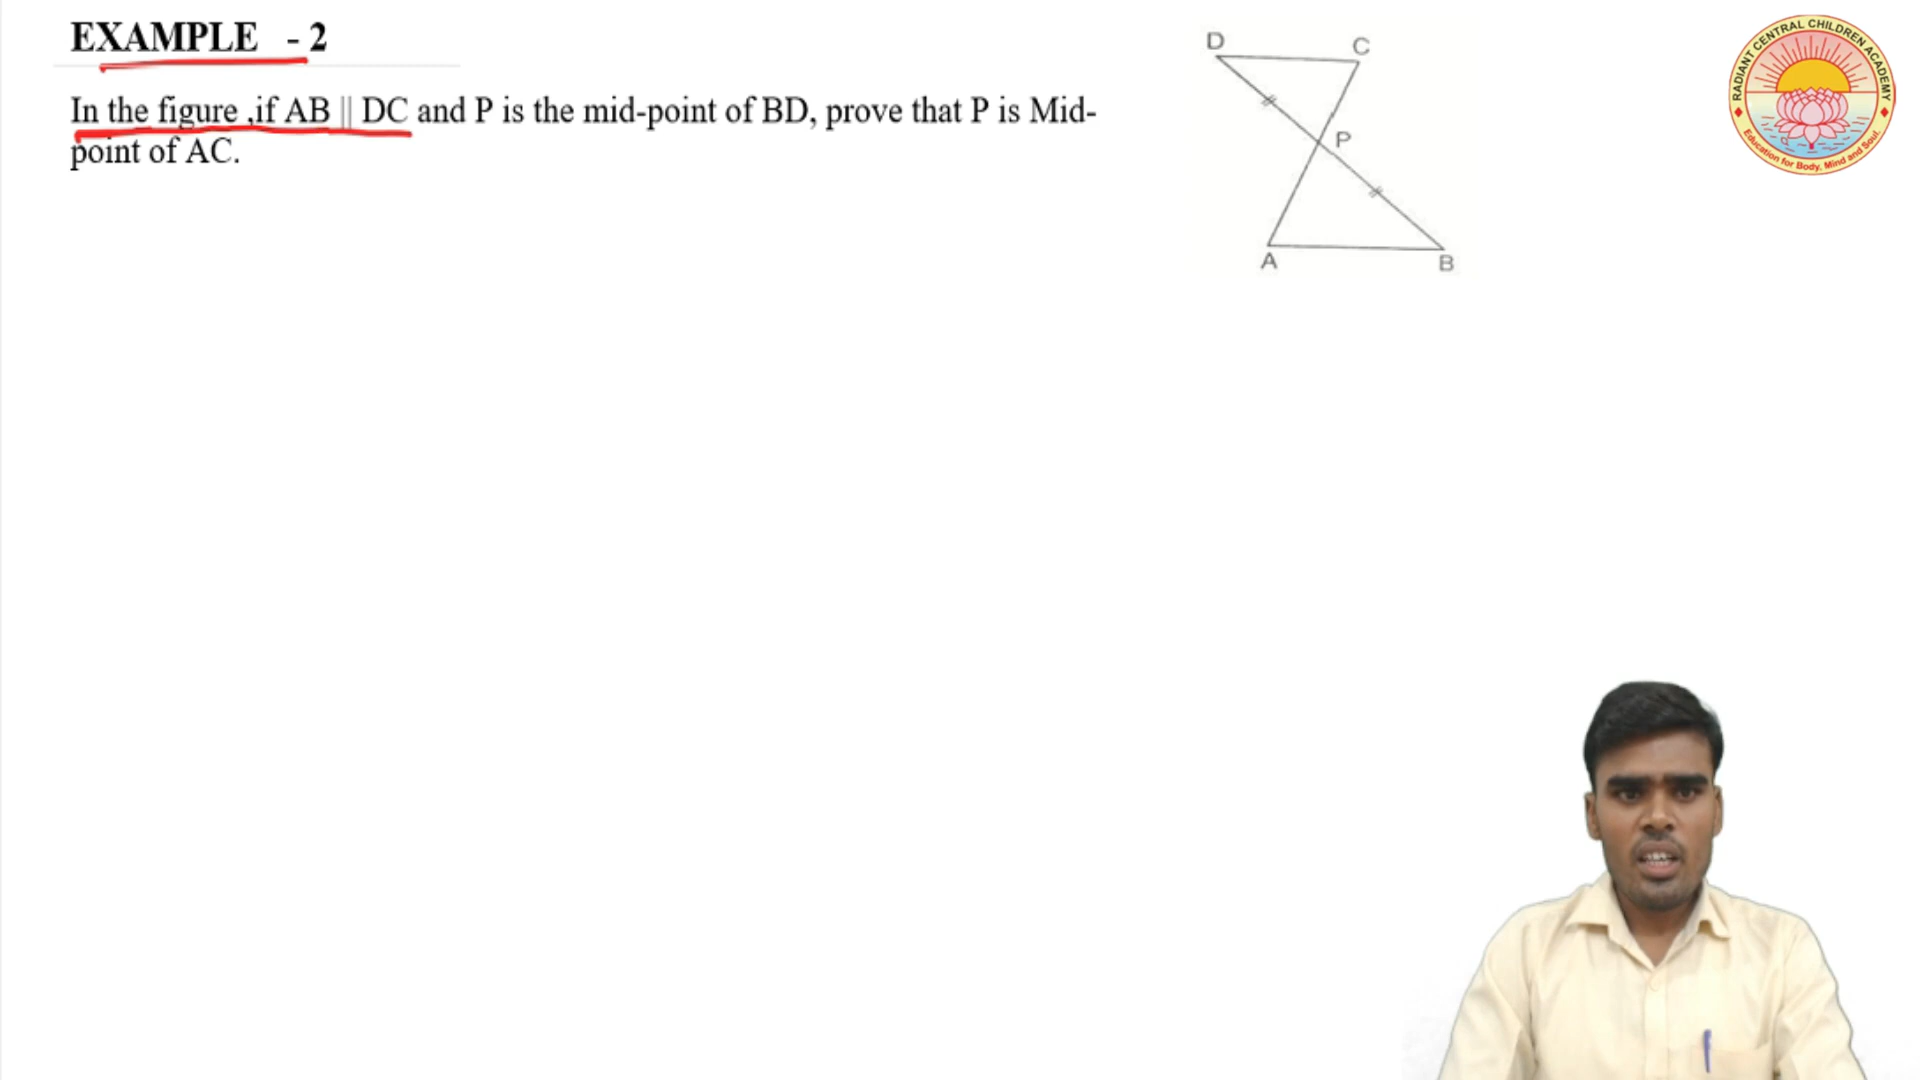 EXAMPLE - 2
In the figure ,if AB || DC and P is the mid-point of BD, prove that P is Mid-
point of AC.
D
C
P
A
B
RADIANT CENTRAL CHILDREN ACADEMY
Education for Body, Mind and Soul.